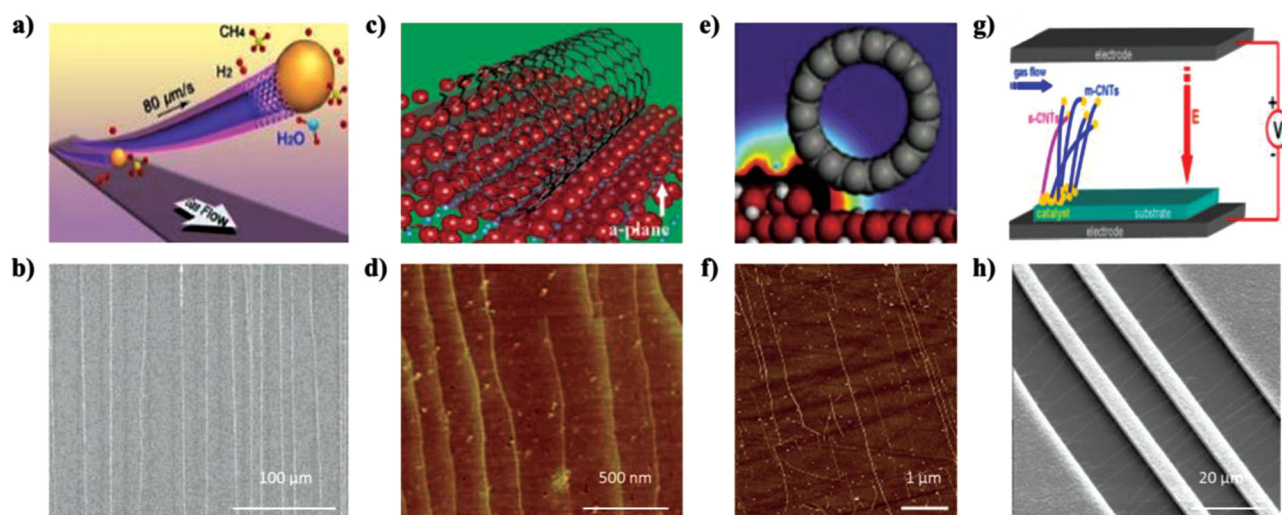 a)
CH4
H2
80 μm/s
H2O
Gas Flow
c)
a-plane
e)
g)
electrode
gas flow
m-CNTs
s-CNTs
E
+
V
-
catalyst
substrate
electrode
b)
100 μm
d)
500 nm
f)
1 μm
h)
20 μm